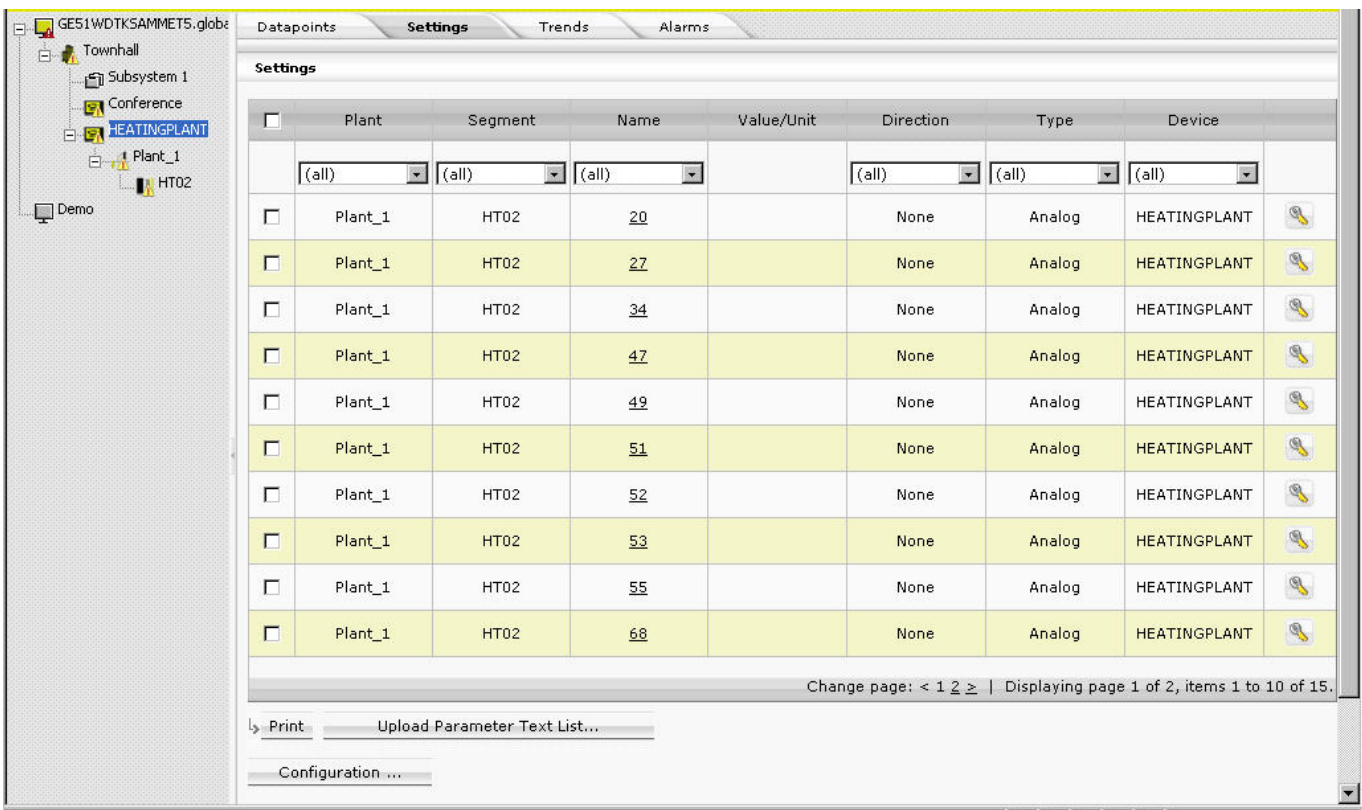 GE51WDTKSAMMET5.globa
Townhall
Subsystem 1
Conference
HEATINGPLANT
Plant_1
HT02
Demo
Datapoints Settings Trends Alarms
Settings
Plant Segment Name Value/Unit Direction Type Device
(all) (all) (all) (all) (all) (all)
Plant_1 HT02 20 None Analog HEATINGPLANT
Plant_1 HT02 27 None Analog HEATINGPLANT
Plant_1 HT02 34 None Analog HEATINGPLANT
Plant_1 HT02 47 None Analog HEATINGPLANT
Plant_1 HT02 49 None Analog HEATINGPLANT
Plant_1 HT02 51 None Analog HEATINGPLANT
Plant_1 HT02 52 None Analog HEATINGPLANT
Plant_1 HT02 53 None Analog HEATINGPLANT
Plant_1 HT02 55 None Analog HEATINGPLANT
Plant_1 HT02 68 None Analog HEATINGPLANT
Change page: < 1 2 > | Displaying page 1 of 2, items 1 to 10 of 15.
Print Upload Parameter Text List...
Configuration ...